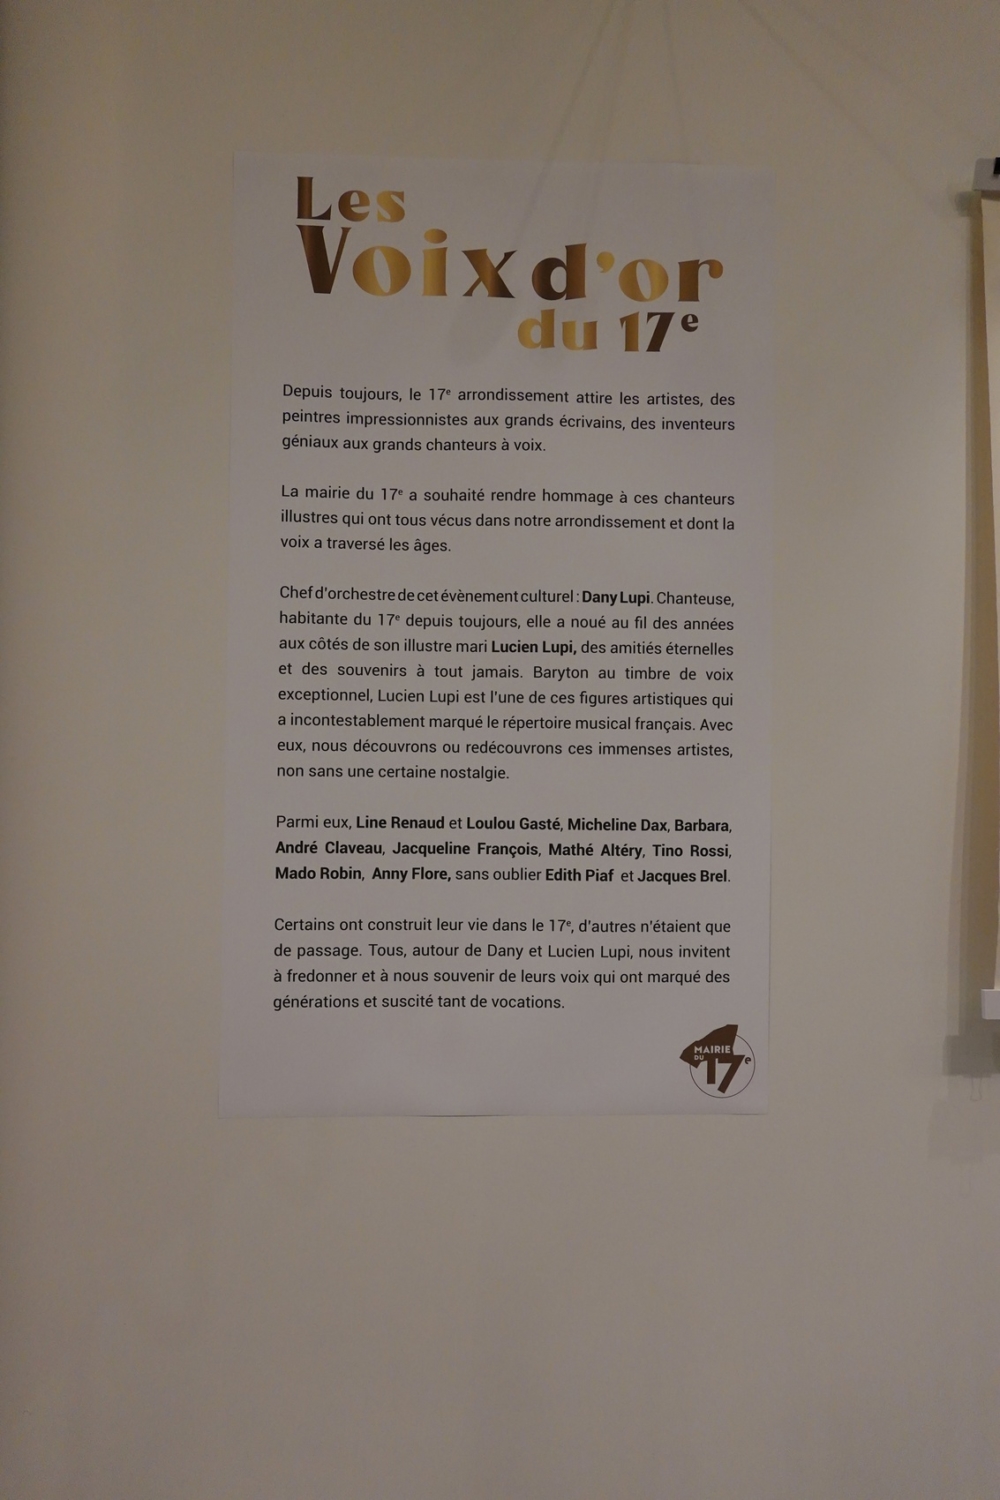 Les
Voix d'or
du 17e
Depuis toujours, le 17e arrondissement attire les artistes, des
peintres impressionnistes aux grands écrivains, des inventeurs
géniaux aux grands chanteurs à voix.
La mairie du 17e a souhaité rendre hommage à ces chanteurs
illustres qui ont tous vécus dans notre arrondissement et dont la
voix a traversé les âges.
Chef d'orchestre de cet évènement culturel : Dany Lupi. Chanteuse,
habitante du 17e depuis toujours, elle a noué au fil des années
aux côtés de son illustre mari Lucien Lupi, des amitiés éternelles
et des souvenirs à tout jamais. Baryton au timbre de voix
exceptionnel, Lucien Lupi est l'une de ces figures artistiques qui
a incontestablement marqué le répertoire musical français. Avec
eux, nous découvrons ou redécouvrons ces immenses artistes,
non sans une certaine nostalgie.
Parmi eux, Line Renaud et Loulou Gasté, Micheline Dax, Barbara,
André Claveau, Jacqueline François, Mathé Altéry, Tino Rossi,
Mado Robin, Anny Flore, sans oublier Edith Piaf et Jacques Brel.
Certains ont construit leur vie dans le 17e, d'autres n'étaient que
de passage. Tous, autour de Dany et Lucien Lupi, nous invitent
à fredonner et à nous souvenir de leurs voix qui ont marqué des
générations et suscité tant de vocations.
MAIRIE
DU
17e